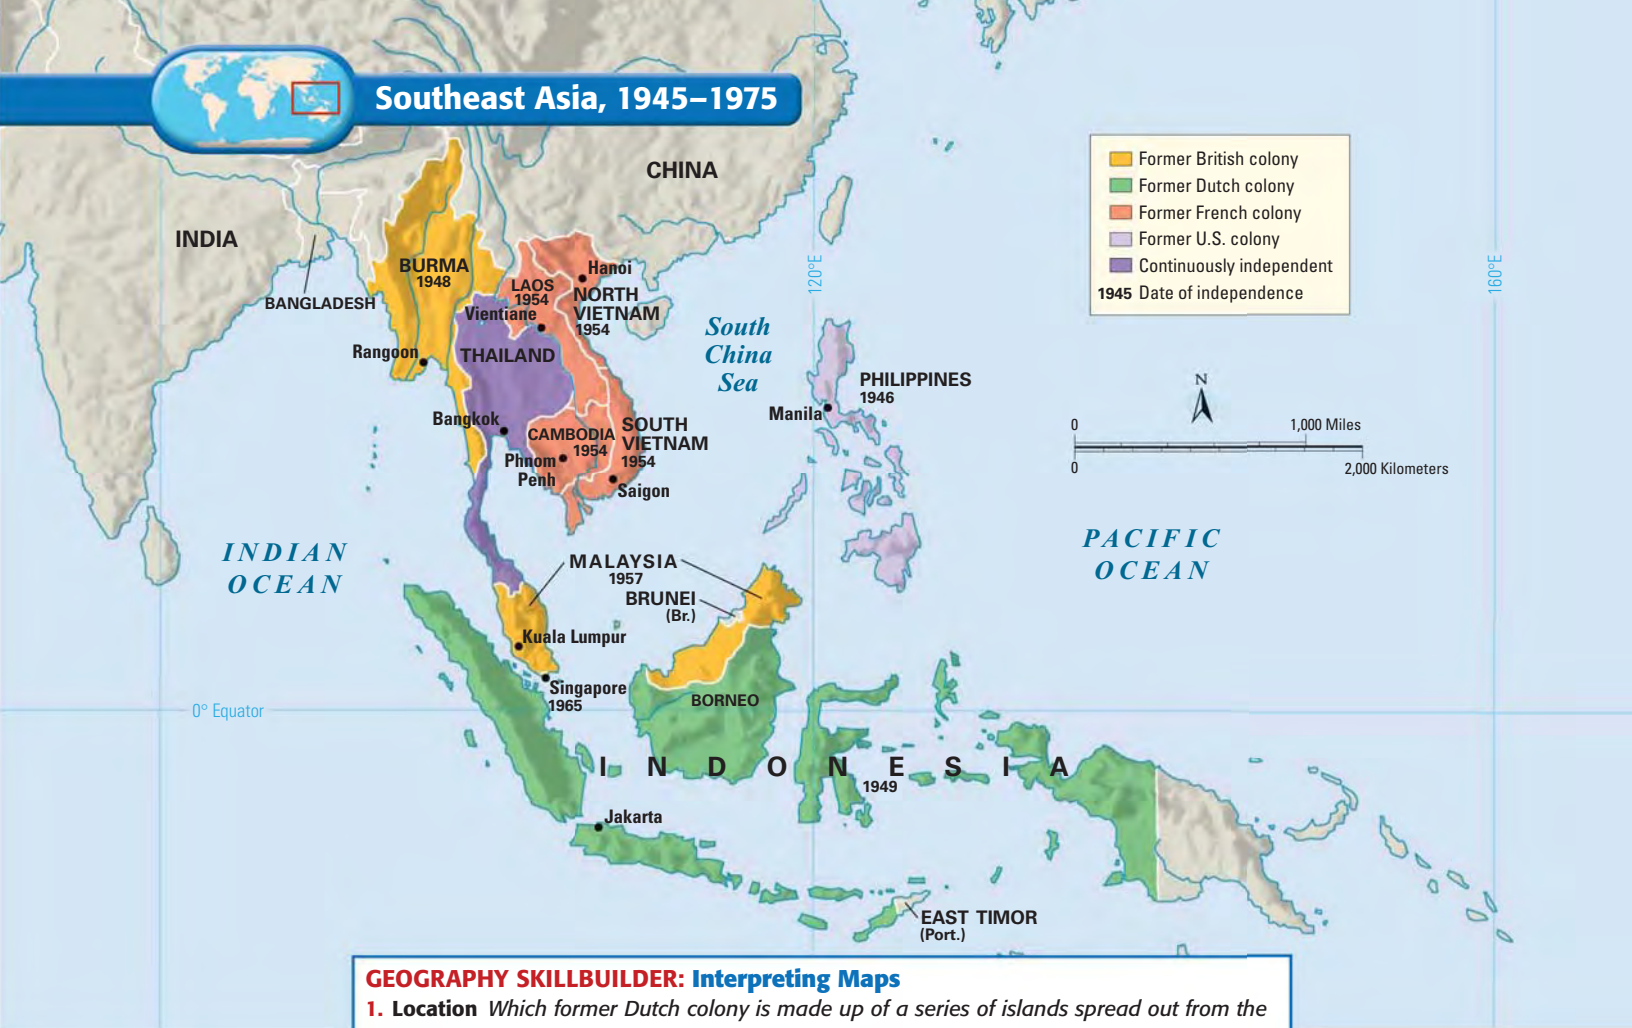 Southeast Asia, 1945–1975
Former British colony
Former Dutch colony
Former French colony
Former U.S. colony
Continuously independent
1945 Date of independence
CHINA
INDIA
BANGLADESH
BURMA
1948
Rangoon
LAOS
1954
Vientiane
Hanoi
NORTH
VIETNAM
1954
THAILAND
Bangkok
CAMBODIA
1954
Phnom
Penh
SOUTH
VIETNAM
1954
Saigon
South
China
Sea
120°E
160°E
PHILIPPINES
1946
Manila
N
0 1,000 Miles
0 2,000 Kilometers
INDIAN
OCEAN
PACIFIC
OCEAN
MALAYSIA
1957
BRUNEI
(Br.)
Kuala Lumpur
Singapore
1965
0° Equator
BORNEO
INDONESIA
1949
Jakarta
EAST TIMOR
(Port.)
GEOGRAPHY SKILLBUILDER: Interpreting Maps
1. Location Which former Dutch colony is made up of a series of islands spread out from the